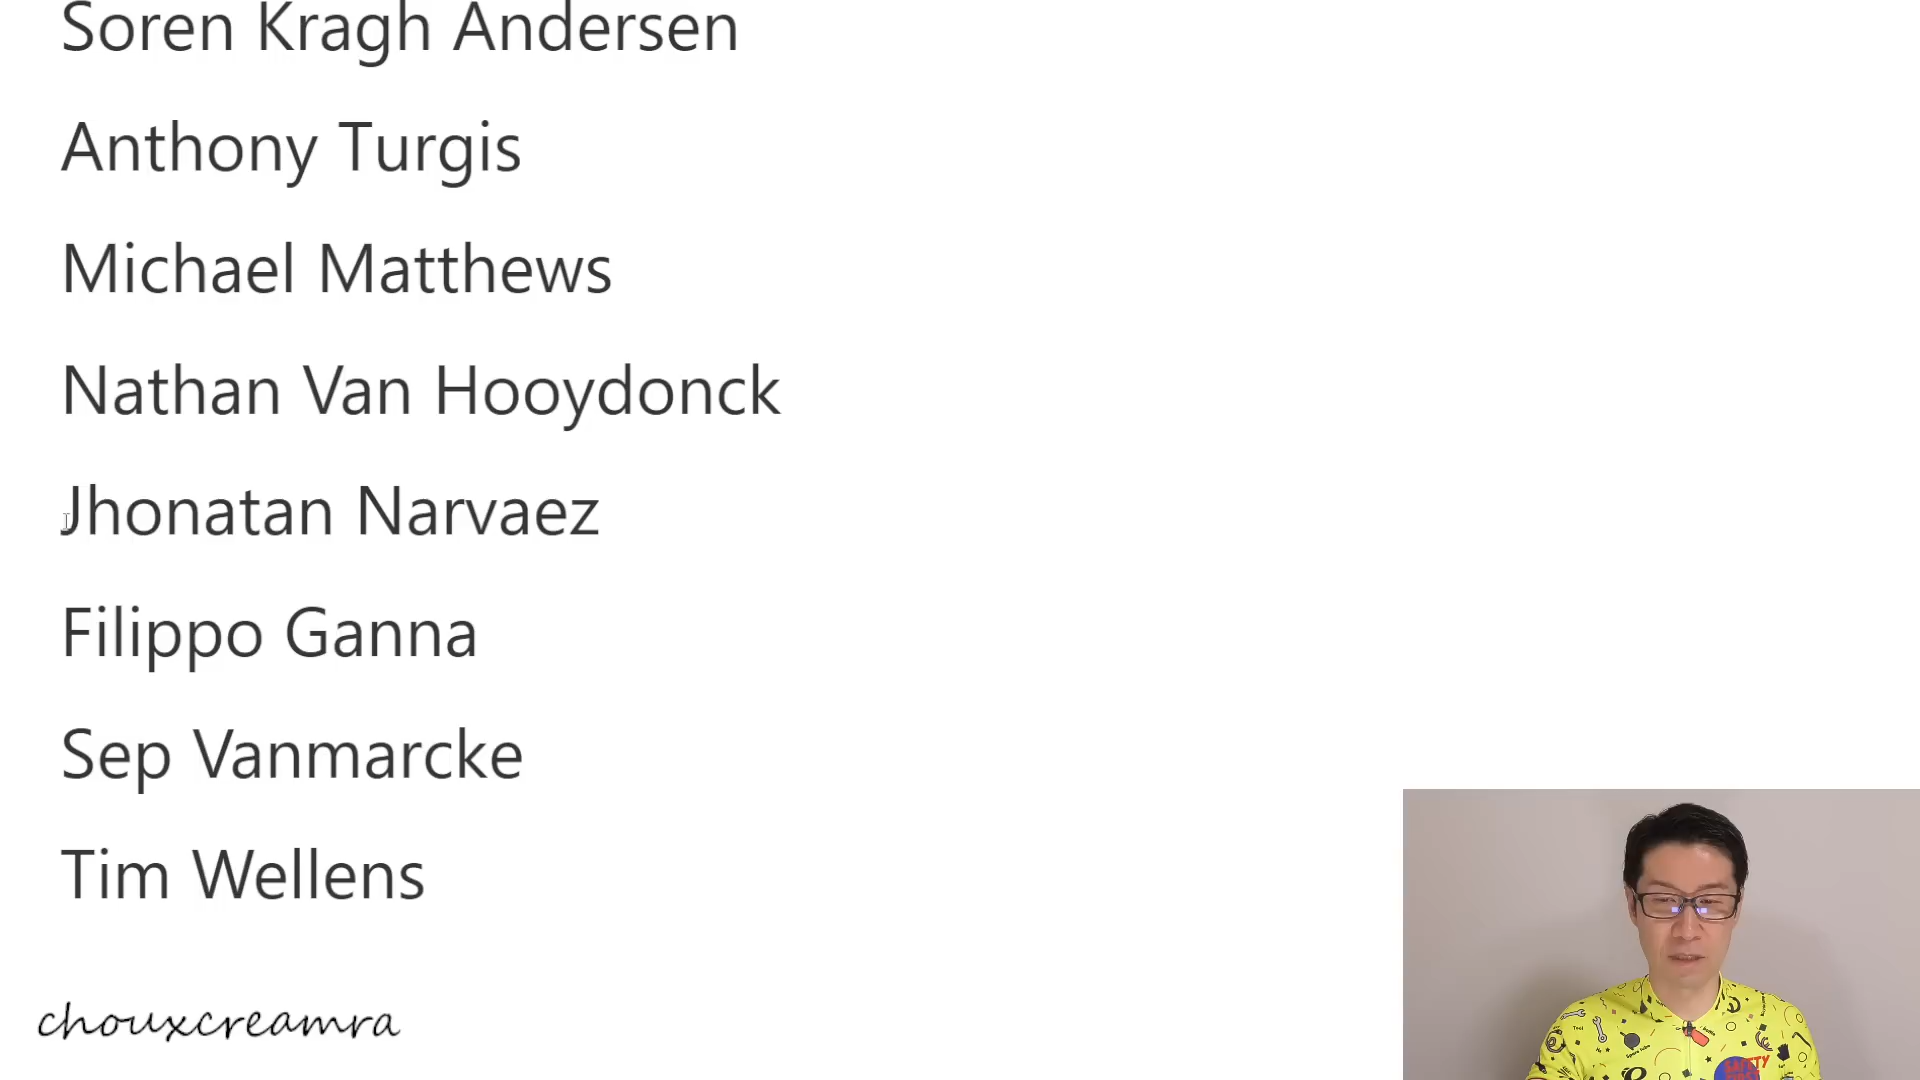 Soren Kragh Andersen
Anthony Turgis
Michael Matthews
Nathan Van Hooydonck
Jhonatan Narvaez
Filippo Ganna
Sep Vanmarcke
Tim Wellens
chouxcreamra
SAFETY